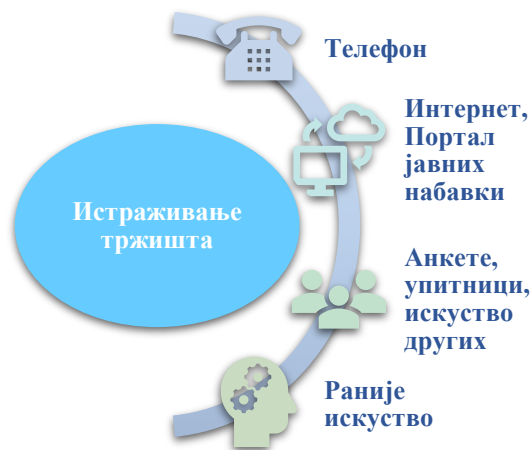 Телефон
Интернет,
Портал
јавних
набавки
Истраживање
тржишта
Анкете,
упитници,
искуство
других
Раније
искуство